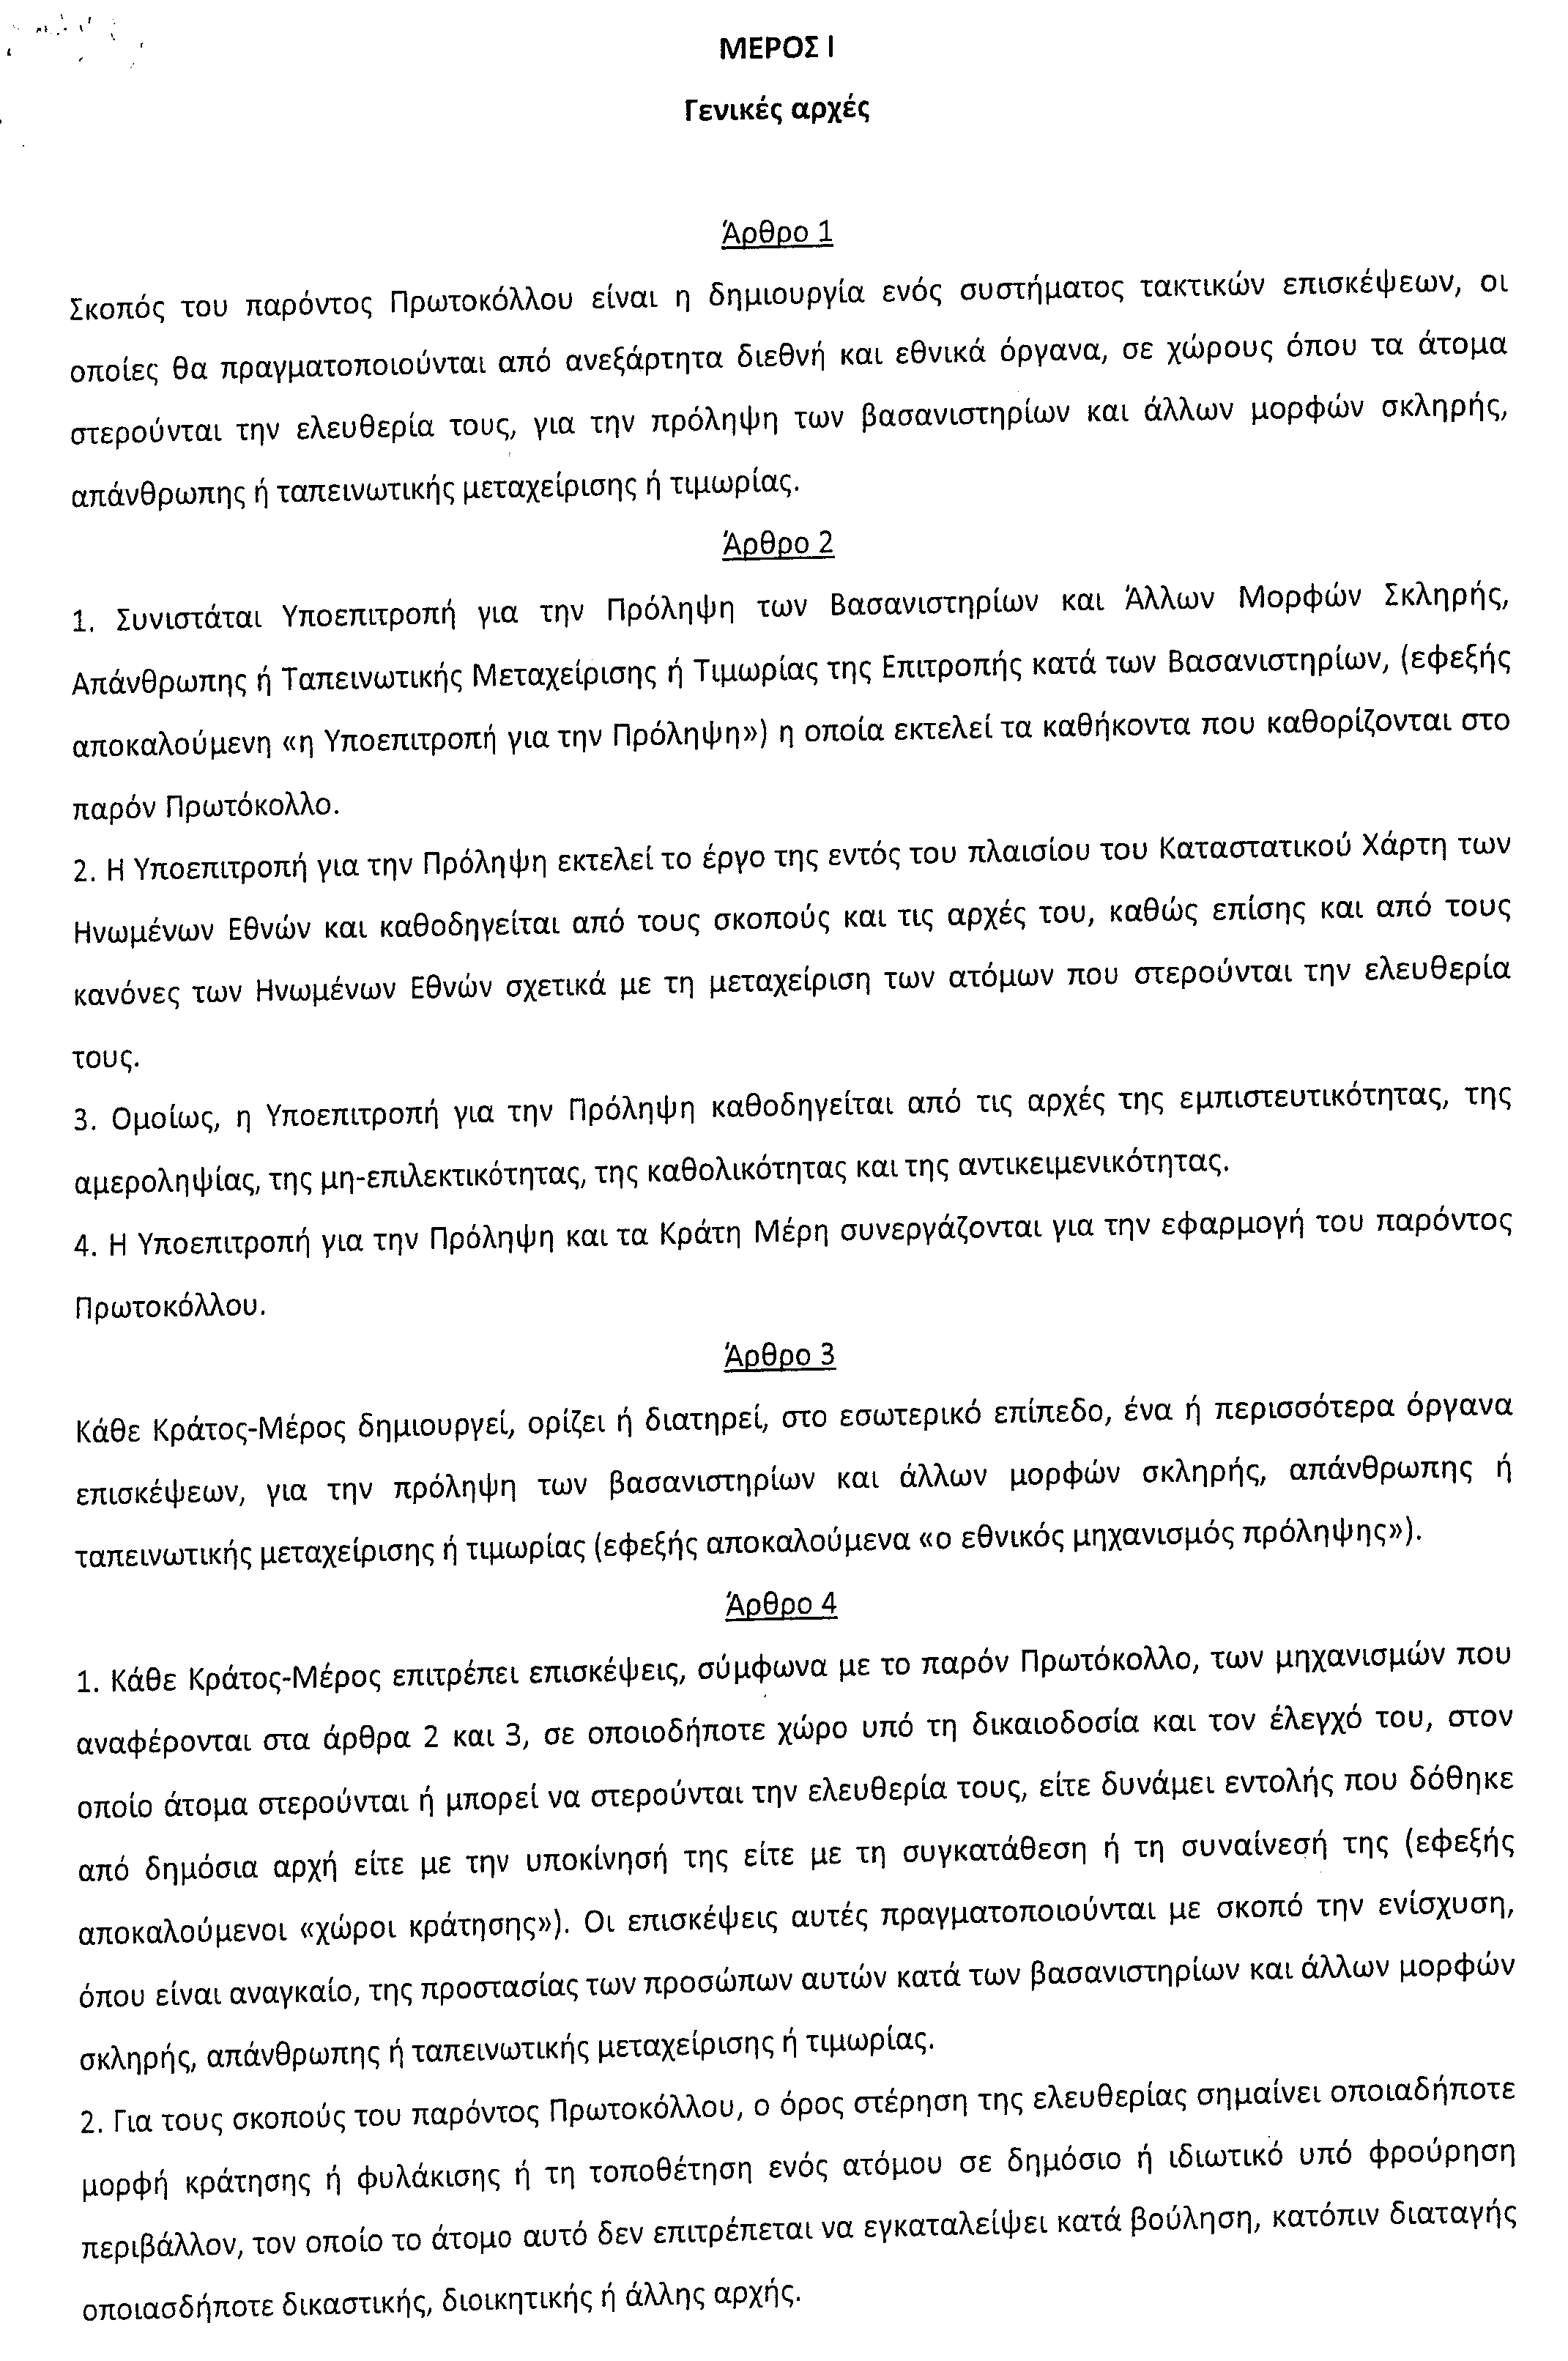 ΜΕΡΟΣ Ι
Γενικές αρχές
Άρθρο 1
Σκοπός του παρόντος Πρωτοκόλλου είναι η δημιουργία ενός συστήματος τακτικών επισκέψεων, οι
οποίες θα πραγματοποιούνται από ανεξάρτητα διεθνή και εθνικά όργανα, σε χώρους όπου τα άτομα
στερούνται την ελευθερία τους, για την πρόληψη των βασανιστηρίων και άλλων μορφών σκληρής,
απάνθρωπης ή ταπεινωτικής μεταχείρισης ή τιμωρίας.
Άρθρο 2
1. Συνιστάται Υποεπιτροπή για την Πρόληψη των Βασανιστηρίων και Άλλων Μορφών Σκληρής,
Απάνθρωπης ή Ταπεινωτικής Μεταχείρισης ή Τιμωρίας της Επιτροπής κατά των Βασανιστηρίων, (εφεξής
αποκαλούμενη «η Υποεπιτροπή για την Πρόληψη») η οποία εκτελεί τα καθήκοντα που καθορίζονται στο
παρόν Πρωτόκολλο.
2. Η Υποεπιτροπή για την Πρόληψη εκτελεί το έργο της εντός του πλαισίου του Καταστατικού Χάρτη των
Ηνωμένων Εθνών και καθοδηγείται από τους σκοπούς και τις αρχές του, καθώς επίσης και από τους
κανόνες των Ηνωμένων Εθνών σχετικά με τη μεταχείριση των ατόμων που στερούνται την ελευθερία
τους.
3. Ομοίως, η Υποεπιτροπή για την Πρόληψη καθοδηγείται από τις αρχές της εμπιστευτικότητας, της
αμεροληψίας, της μη-επιλεκτικότητας, της καθολικότητας και της αντικειμενικότητας.
4. Η Υποεπιτροπή για την Πρόληψη και τα Κράτη Μέρη συνεργάζονται για την εφαρμογή του παρόντος
Πρωτοκόλλου.
Άρθρο 3
Κάθε Κράτος-Μέρος δημιουργεί, ορίζει ή διατηρεί, στο εσωτερικό επίπεδο, ένα ή περισσότερα όργανα
επισκέψεων, για την πρόληψη των βασανιστηρίων και άλλων μορφών σκληρής, απάνθρωπης ή
ταπεινωτικής μεταχείρισης ή τιμωρίας (εφεξής αποκαλούμενα «ο εθνικός μηχανισμός πρόληψης»).
Άρθρο 4
1. Κάθε Κράτος-Μέρος επιτρέπει επισκέψεις, σύμφωνα με το παρόν Πρωτόκολλο, των μηχανισμών που
αναφέρονται στα άρθρα 2 και 3, σε οποιοδήποτε χώρο υπό τη δικαιοδοσία και τον έλεγχό του, στον
οποίο άτομα στερούνται ή μπορεί να στερούνται την ελευθερία τους, είτε δυνάμει εντολής που δόθηκε
από δημόσια αρχή είτε με την υποκίνησή της είτε με τη συγκατάθεση ή τη συναίνεσή της (εφεξής
αποκαλούμενοι «χώροι κράτησης»). Οι επισκέψεις αυτές πραγματοποιούνται με σκοπό την ενίσχυση,
όπου είναι αναγκαίο, της προστασίας των προσώπων αυτών κατά των βασανιστηρίων και άλλων μορφών
σκληρής, απάνθρωπης ή ταπεινωτικής μεταχείρισης ή τιμωρίας.
2. Για τους σκοπούς του παρόντος Πρωτοκόλλου, ο όρος στέρηση της ελευθερίας σημαίνει οποιαδήποτε
μορφή κράτησης ή φυλάκισης ή τη τοποθέτηση ενός ατόμου σε δημόσιο ή ιδιωτικό υπό φρούρηση
περιβάλλον, τον οποίο το άτομο αυτό δεν επιτρέπεται να εγκαταλείψει κατά βούληση, κατόπιν διαταγής
οποιασδήποτε δικαστικής, διοικητικής ή άλλης αρχής.